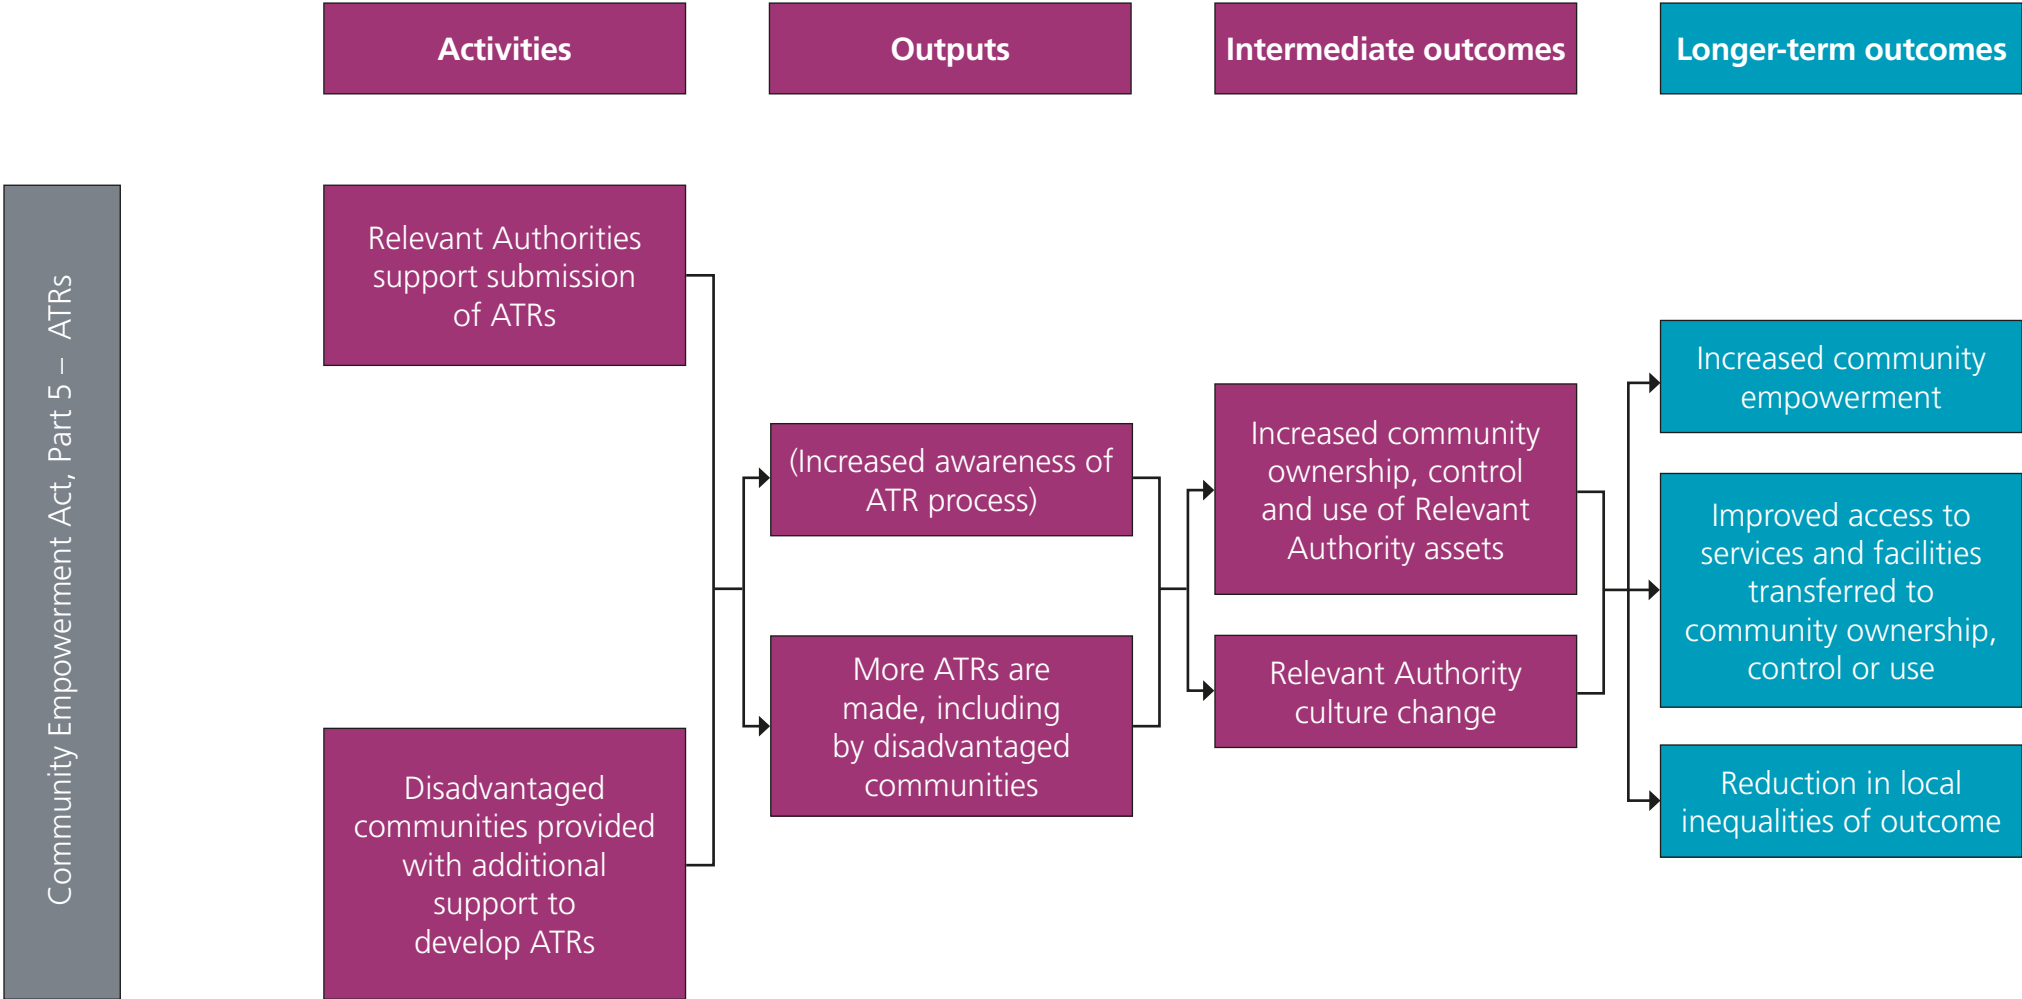 Activities
Outputs
Intermediate outcomes
Longer-term outcomes
Community Empowerment Act, Part 5 – ATRs
Relevant Authorities
support submission
of ATRs
Disadvantaged
communities provided
with additional
support to
develop ATRs
(Increased awareness of
ATR process)
More ATRs are
made, including
by disadvantaged
communities
Increased community
ownership, control
and use of Relevant
Authority assets
Relevant Authority
culture change
Increased community
empowerment
Improved access to
services and facilities
transferred to
community ownership,
control or use
Reduction in local
inequalities of outcome